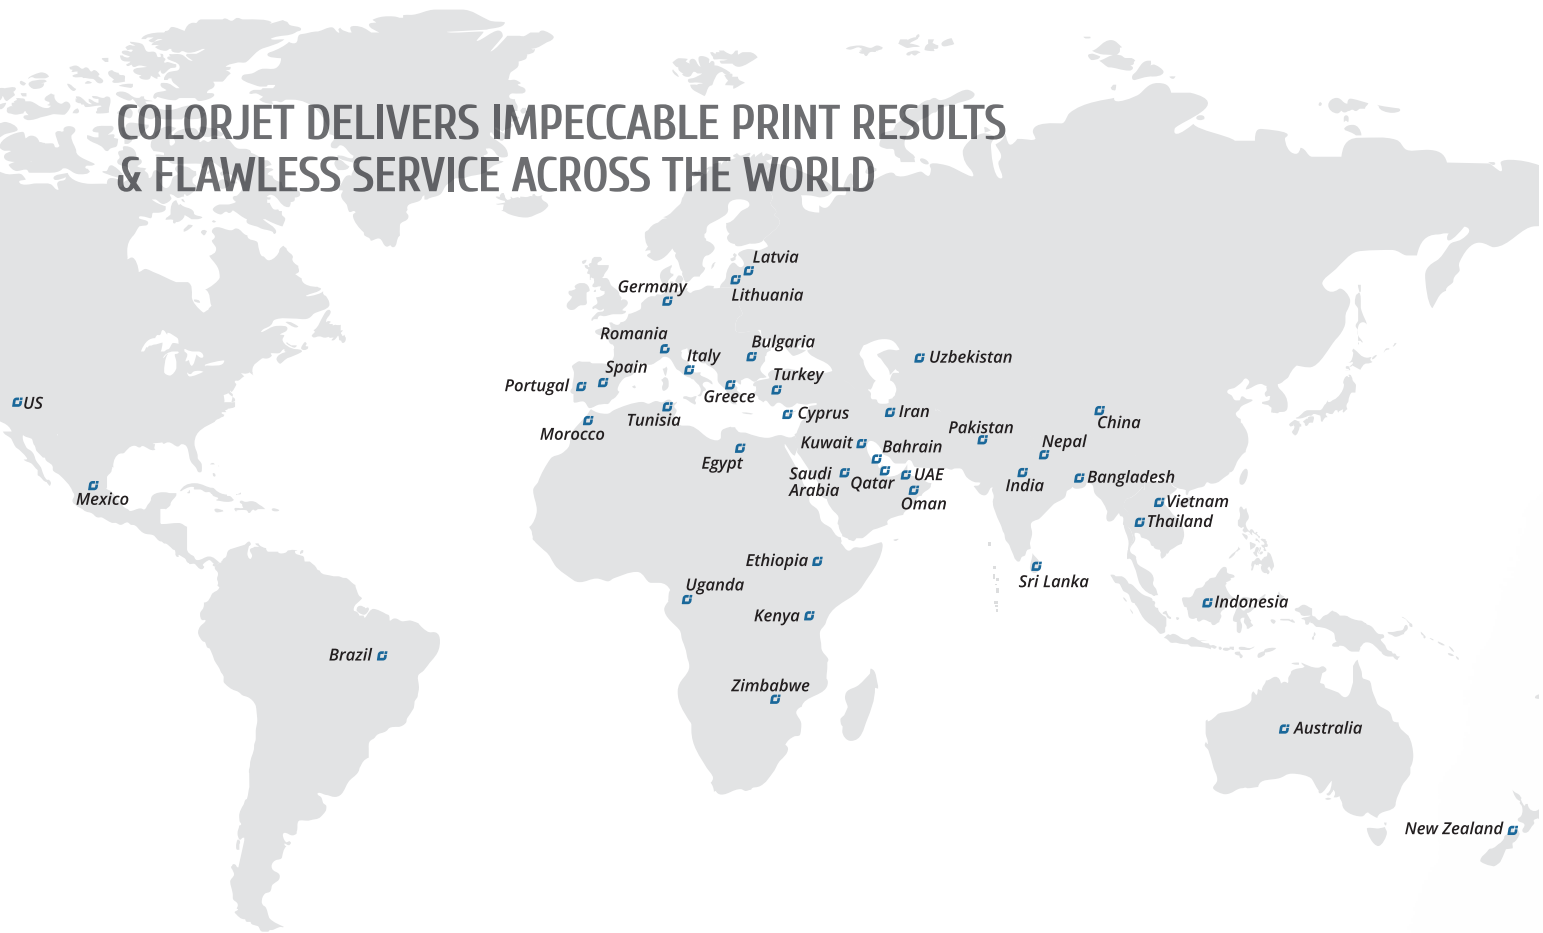 COLORJET DELIVERS IMPECCABLE PRINT RESULTS
& FLAWLESS SERVICE ACROSS THE WORLD
Latvia
Germany
Lithuania
Romania
Bulgaria
Italy
Uzbekistan
Spain
Turkey
Portugal
Greece
US
Cyprus
Iran
Tunisia
China
Pakistan
Morocco
Kuwait
Nepal
Bahrain
Egypt
Saudi
Arabia
Qatar
UAE
India
Bangladesh
Mexico
Oman
Vietnam
Thailand
Ethiopia
Sri Lanka
Uganda
Indonesia
Kenya
Brazil
Zimbabwe
Australia
New Zealand